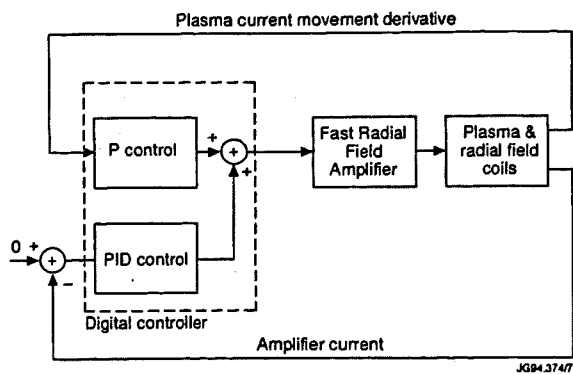 Plasma current movement derivative
P control
+
+
+
Fast Radial
Field
Amplifier
Plasma &
radial field
coils
0 +
+
−
PID control
Digital controller
Amplifier current
JG94.374/7